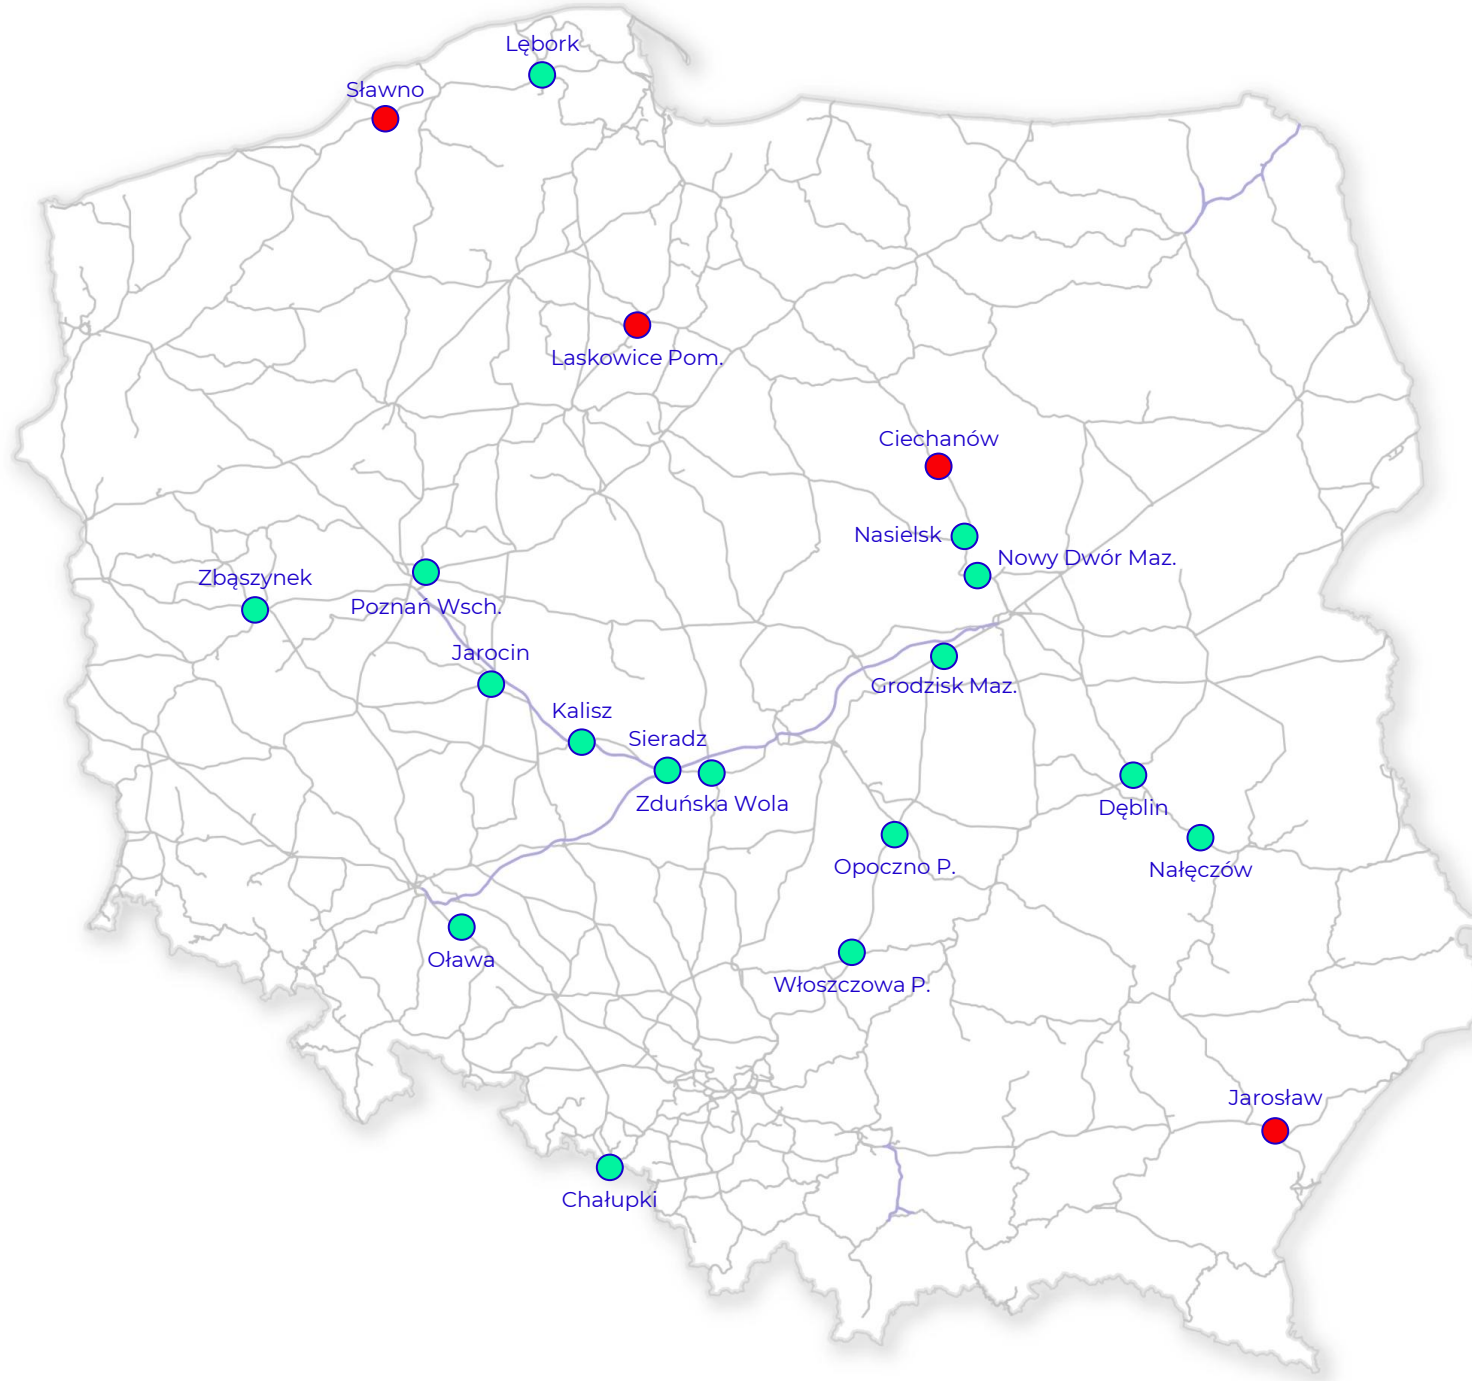 Lębork
Sławno
Laskowice Pom.
Ciechanów
Nasielsk
Nowy Dwór Maz.
Zbąszynek
Poznań Wsch.
Jarocin
Grodzisk Maz.
Kalisz
Sieradz
Zduńska Wola
Dęblin
Opoczno P.
Nałęczów
Oława
Włoszczowa P.
Jarosław
Chałupki